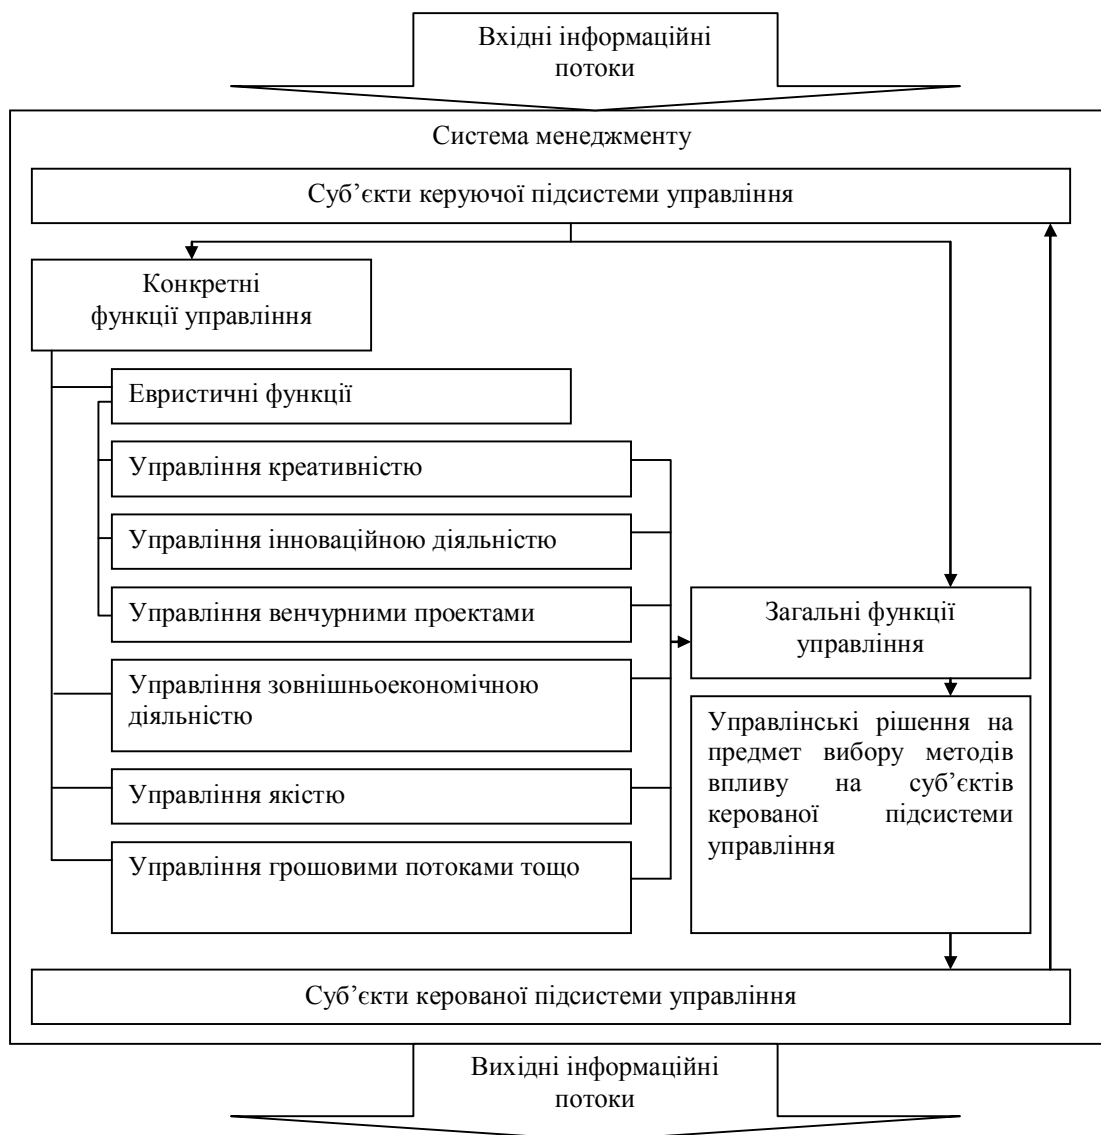 Вхідні інформаційні
потоки
Система менеджменту
Суб’єкти керуючої підсистеми управління
Конкретні
функції управління
Евристичні функції
Управління креативністю
Управління інноваційною діяльністю
Управління венчурними проектами
Управління зовнішньоекономічною
діяльністю
Управління якістю
Управління грошовими потоками тощо
Загальні функції
управління
Управлінські рішення на
предмет вибору методів
впливу на суб’єктів
керованої підсистеми
управління
Суб’єкти керованої підсистеми управління
Вихідні інформаційні
потоки